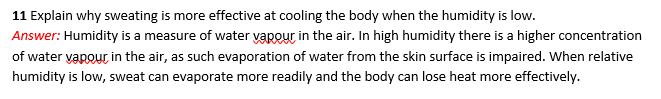 11 Explain why sweating is more effective at cooling the body when the humidity is low.
Answer: Humidity is a measure of water vapour in the air. In high humidity there is a higher concentration
of water vapour in the air, as such evaporation of water from the skin surface is impaired. When relative
humidity is low, sweat can evaporate more readily and the body can lose heat more effectively.